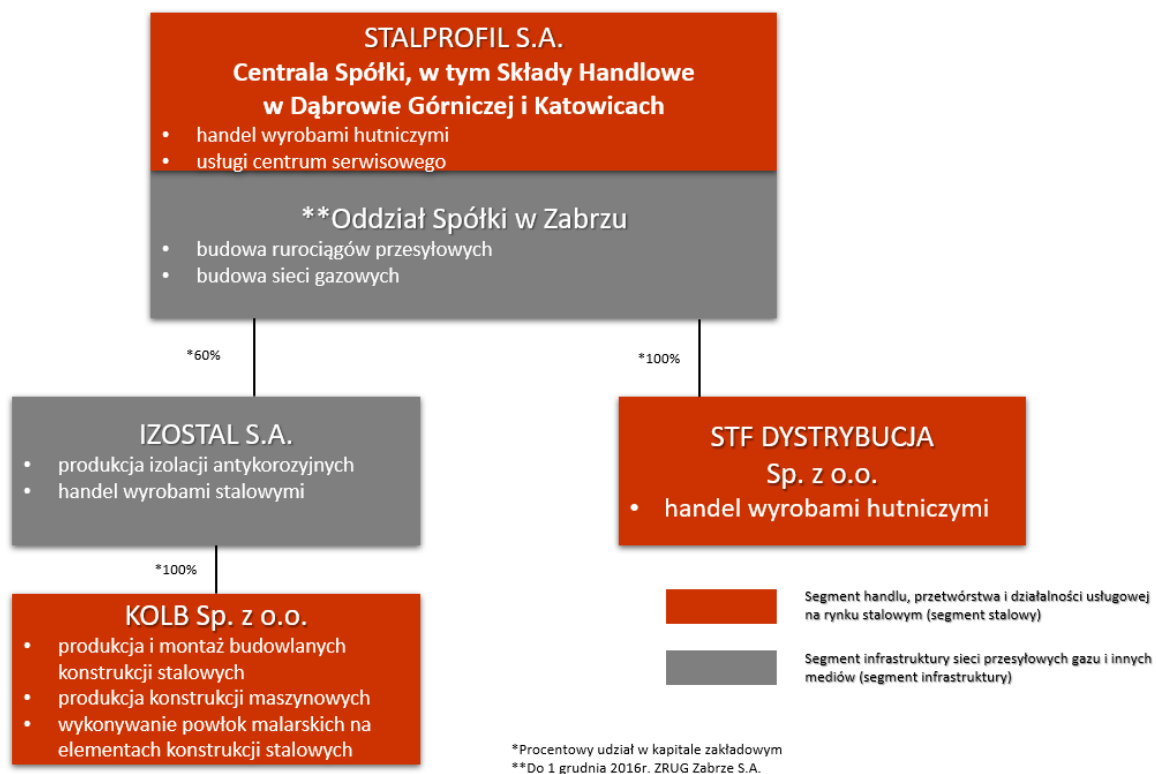 STALPROFIL S.A.
Centrala Spółki, w tym Składy Handlowe
w Dąbrowie Górniczej i Katowicach
• handel wyrobami hutniczymi
• usługi centrum serwisowego
**Oddział Spółki w Zabrzu
• budowa rurociągów przesyłowych
• budowa sieci gazowych
*60%
*100%
IZOSTAL S.A.
• produkcja izolacji antykorozyjnych
• handel wyrobami stalowymi
STF DYSTRYBUCJA
Sp. z o.o.
• handel wyrobami hutniczymi
*100%
KOLB Sp. z o.o.
• produkcja i montaż budowlanych
konstrukcji stalowych
• produkcja konstrukcji maszynowych
• wykonywanie powłok malarskich na
elementach konstrukcji stalowych
Segment handlu, przetwórstwa i działalności usługowej
na rynku stalowym (segment stalowy)
Segment infrastruktury sieci przesyłowych gazu i innych
mediów (segment infrastruktury)
*Procentowy udział w kapitale zakładowym
**Do 1 grudnia 2016r. ZRUG Zabrze S.A.